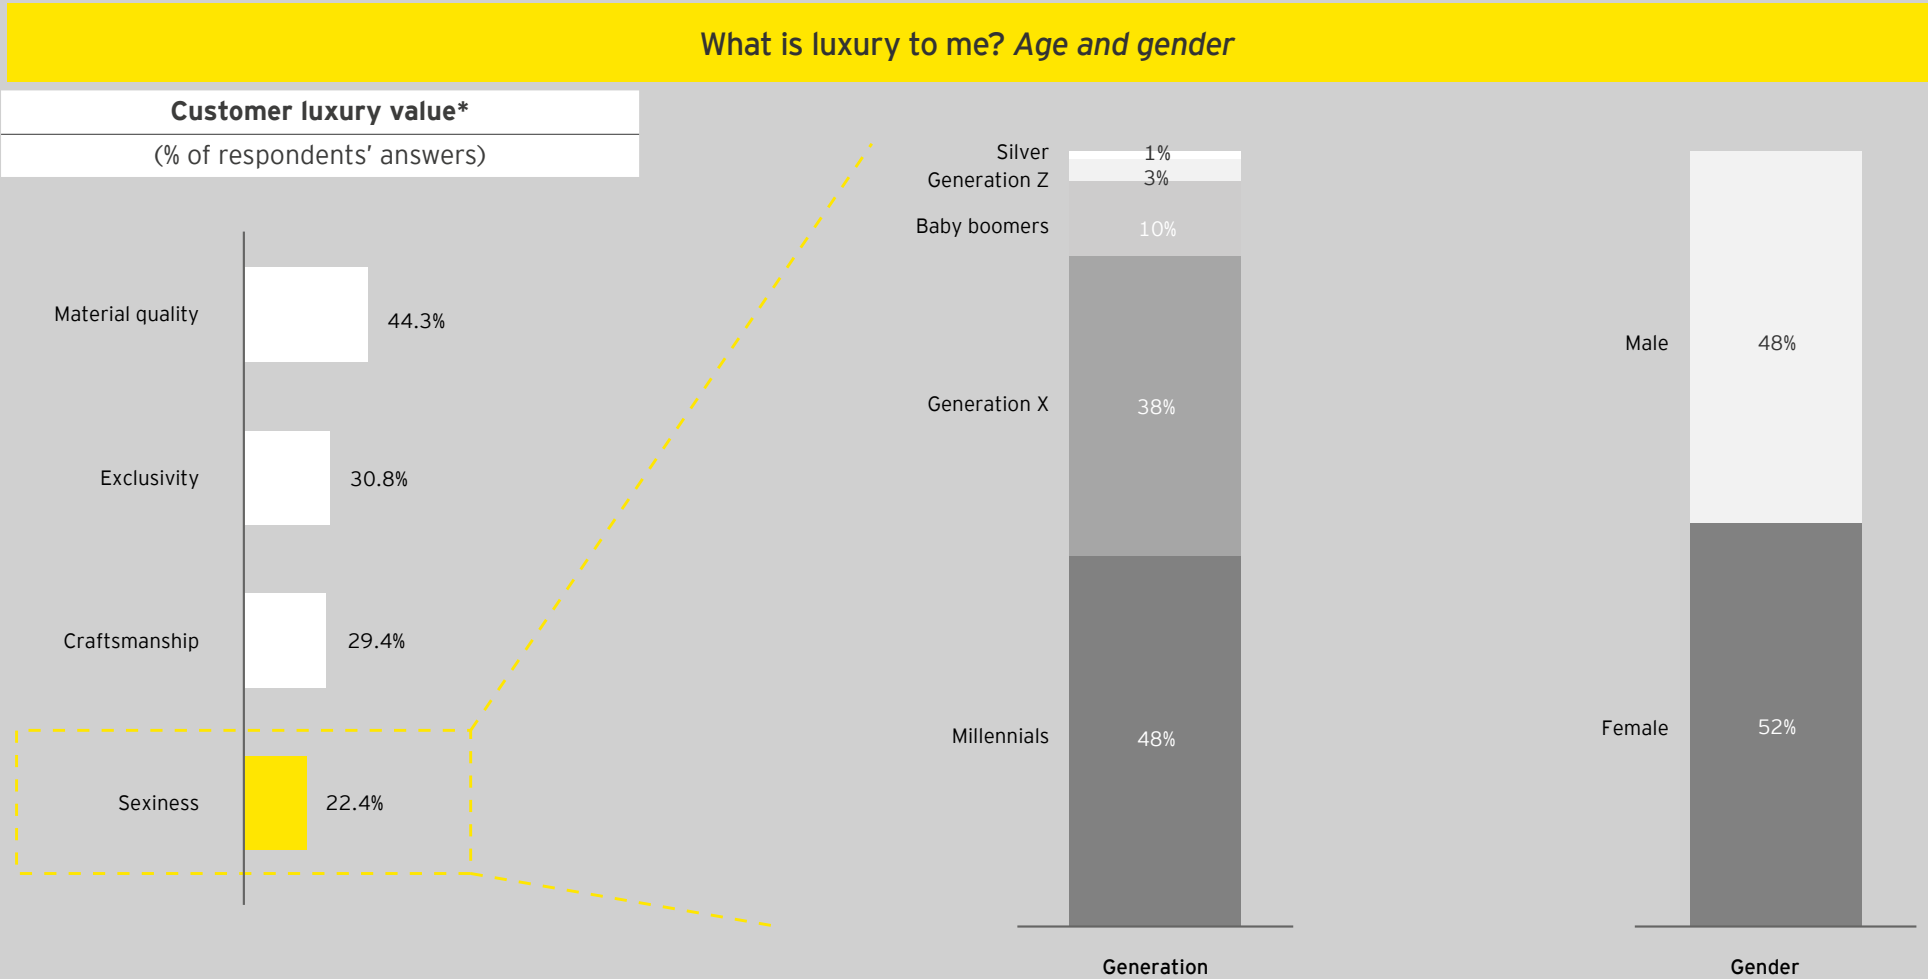 What is luxury to me? Age and gender
Customer luxury value*
(% of respondents’ answers)
Material quality
44.3%
Exclusivity
30.8%
Craftsmanship
29.4%
Sexiness
22.4%
Silver
1%
Generation Z
3%
Baby boomers
10%
Generation X
38%
Millennials
48%
Generation
Male
48%
Female
52%
Gender